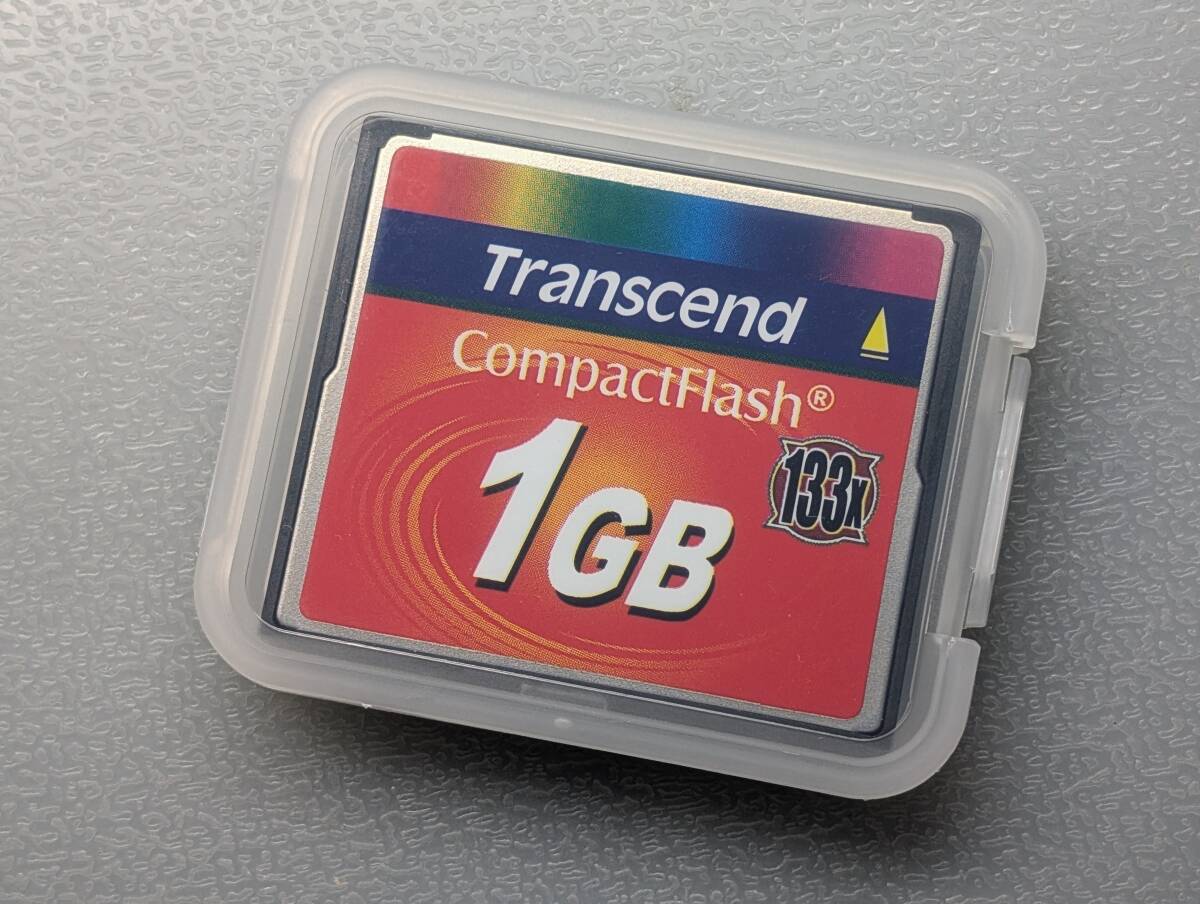 Transcend
CompactFlash®
1GB
133x